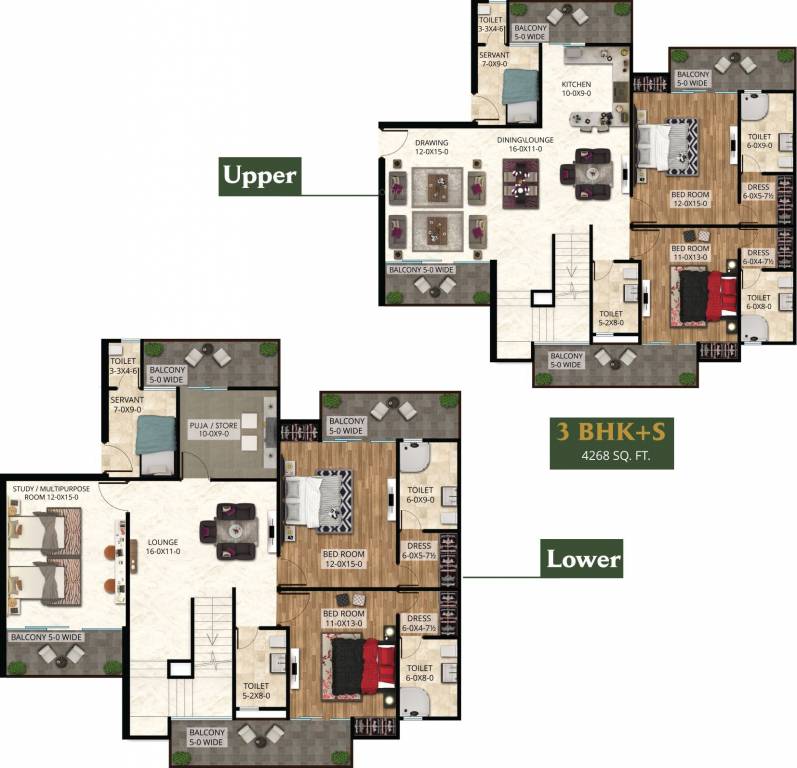 TOILET
3-3X4-6
BALCONY
5-0 WIDE
SERVANT
7-0X9-0
KITCHEN
10-0X9-0
BALCONY
5-0 WIDE
DRAWING
12-0X15-0
DINING\LOUNGE
16-0X11-0
TOILET
6-0X9-0
BED ROOM
12-0X15-0
DRESS
6-0X5-7½
Upper
BED ROOM
11-0X13-0
DRESS
6-0X4-7½
BALCONY 5-0 WIDE
TOILET
5-2X8-0
TOILET
6-0X8-0
BALCONY
5-0 WIDE
3 BHK+S
4268 SQ. FT.
TOILET
3-3X4-6
BALCONY
5-0 WIDE
SERVANT
7-0X9-0
PUJA / STORE
10-0X9-0
BALCONY
5-0 WIDE
STUDY / MULTIPURPOSE
ROOM 12-0X15-0
TOILET
6-0X9-0
LOUNGE
16-0X11-0
BED ROOM
12-0X15-0
DRESS
6-0X5-7½
Lower
BED ROOM
11-0X13-0
DRESS
6-0X4-7½
BALCONY 5-0 WIDE
TOILET
5-2X8-0
TOILET
6-0X8-0
BALCONY
5-0 WIDE